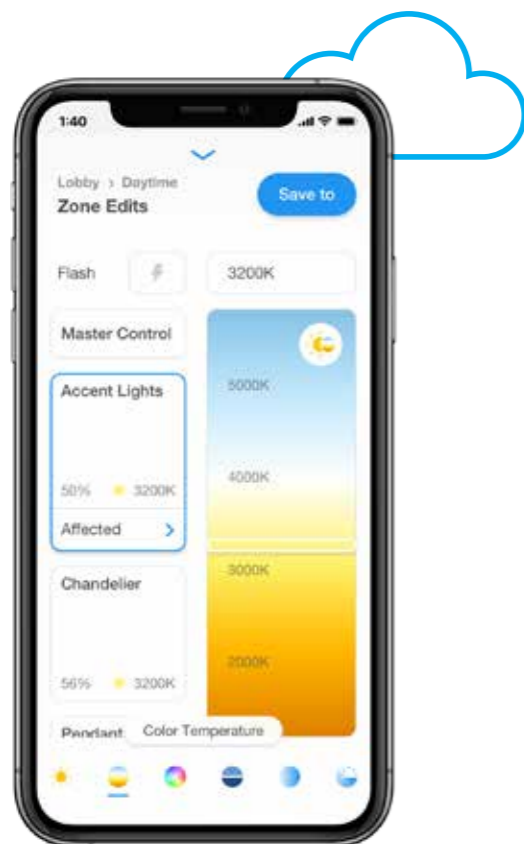 1:40
Lobby > Daytime
Zone Edits
Save to
Flash
3200K
Master Control
Accent Lights
50% 3200K
Affected >
Chandelier
56% 3200K
Pendant
5000K
4000K
3000K
2000K
Color Temperature